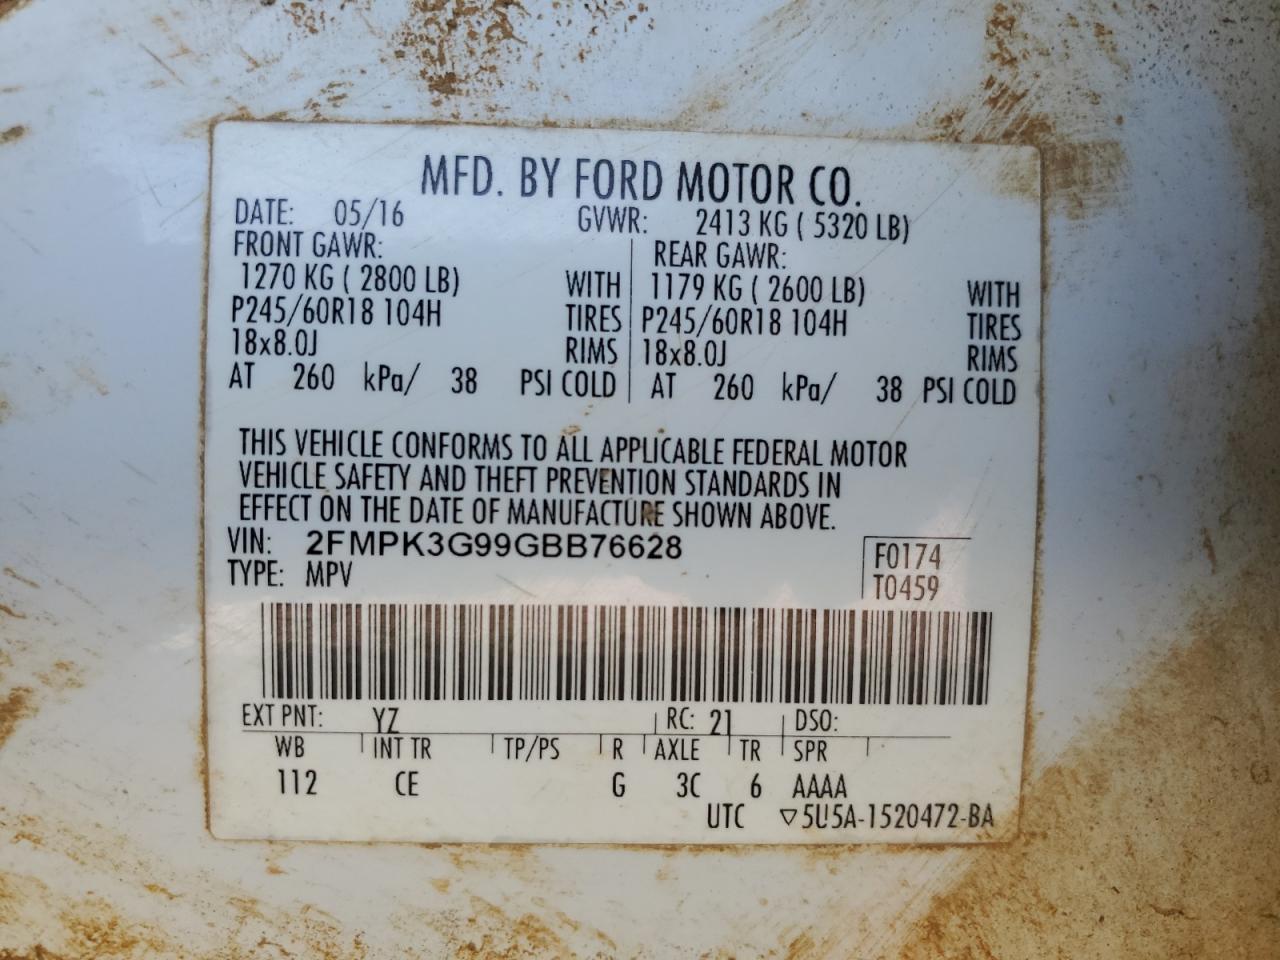 MFD. BY FORD MOTOR CO.
DATE: 05/16 GVWR: 2413 KG ( 5320 LB)
FRONT GAWR: REAR GAWR:
1270 KG ( 2800 LB) WITH 1179 KG ( 2600 LB) WITH
P245/60R18 104H TIRES P245/60R18 104H TIRES
18x8.0J RIMS 18x8.0J RIMS
AT 260 kPa/ 38 PSI COLD AT 260 kPa/ 38 PSI COLD
THIS VEHICLE CONFORMS TO ALL APPLICABLE FEDERAL MOTOR
VEHICLE SAFETY AND THEFT PREVENTION STANDARDS IN
EFFECT ON THE DATE OF MANUFACTURE SHOWN ABOVE.
VIN: 2FMPK3G99GBB76628 F0174
TYPE: MPV T0459
EXT PNT: YZ RC: 21 DSO:
WB INT TR TP/PS R AXLE TR SPR
112 CE G 3C 6 AAAA
UTC ▽5U5A-1520472-BA